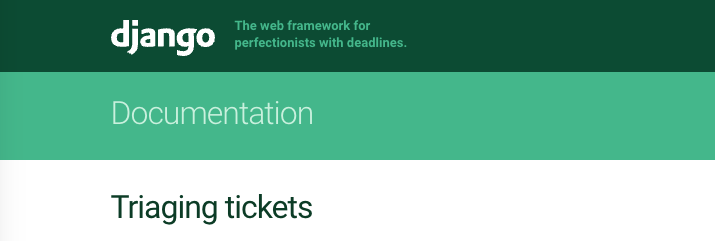 django
The web framework for
perfectionists with deadlines.
Documentation
Triaging tickets